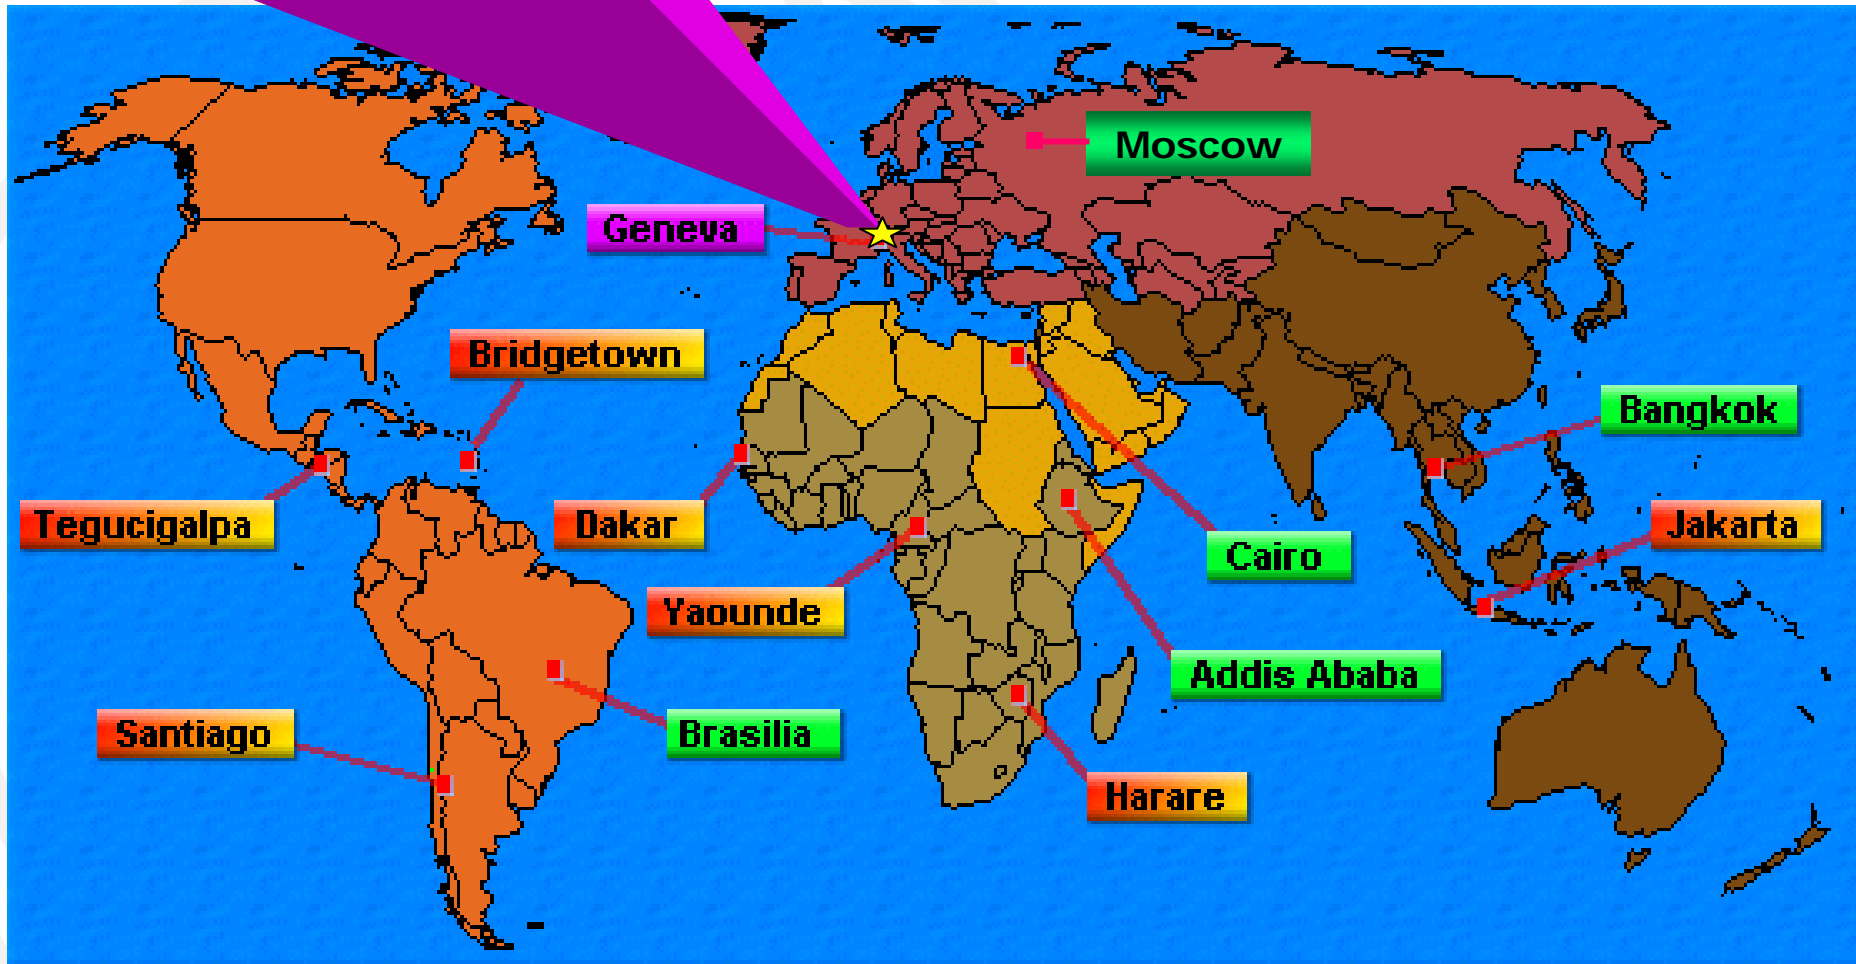 Moscow
Geneva
Bridgetown
Bangkok
Tegucigalpa
Dakar
Jakarta
Cairo
Yaounde
Addis Ababa
Santiago
Brasilia
Harare